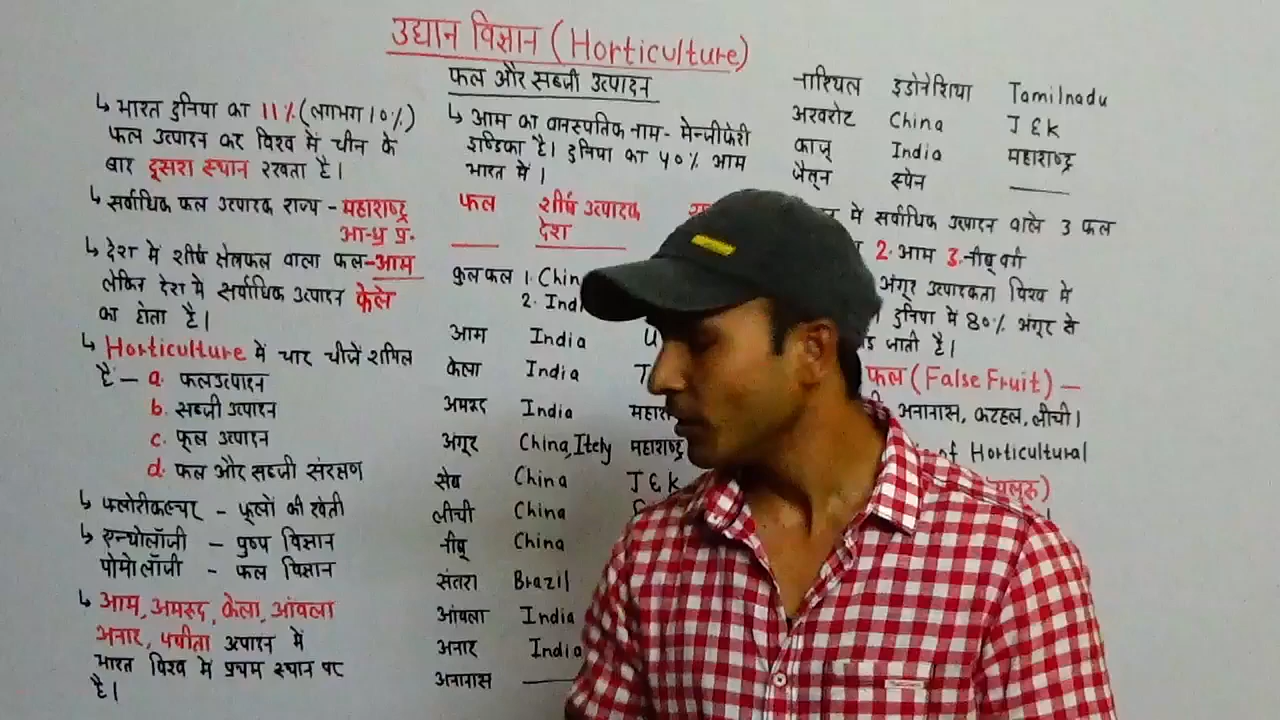 उद्यान विज्ञान (Horticulture)
फल और सब्जी उत्पादन
↳ भारत दुनिया का 11% (लगभग 10%)
फल उत्पादन कर विश्व में चीन के
बाद दूसरा स्थान रखता है।
↳ सर्वाधिक फल उत्पादक राज्य - महाराष्ट्र
आन्ध्र प्र.
↳ देश में शीर्ष क्षेत्रफल वाला फल-आम
लेकिन देश में सर्वाधिक उत्पादन केले
का होता है।
↳ Horticulture में चार चीजें शामिल
हैं — a. फलउत्पादन
b. सब्जी उत्पादन
c. फूल उत्पादन
d. फल और सब्जी संरक्षण
↳ फ्लोरीकल्चर - फूलों की खेती
↳ एन्थोलॉजी - पुष्प विज्ञान
पोमोलॉजी - फल विज्ञान
↳ आम, अमरूद, केला, आंवला
अनार, पपीता उत्पादन में
भारत विश्व में प्रथम स्थान पर
है।
↳ आम का वानस्पतिक नाम- मेन्जीफेरी
इण्डिका है। दुनिया का 40% आम
भारत में।
फल शीर्ष उत्पादक
देश
कुल फल 1. Chin
2. Ind
आम India U
केला India T
अमरूद India महारा
अंगूर China, Itely महाराष्ट्र
सेब China J & K
लीची China
नींबू China
संतरा Brazil
आंवला India
अनार India
अनानास
नारियल इंडोनेशिया Tamilnadu
अखरोट China J & K
काजू India महाराष्ट्र
जैतून स्पेन
में सर्वाधिक उत्पादन वाले 3 फल
2. आम 3. नींबू वर्गी
अंगूर उत्पादकता विश्व में
दुनिया में 80% अंगूर से
जाती है।
फल (False Fruit) —
अनानास, कटहल, लीची।
of Horticultural